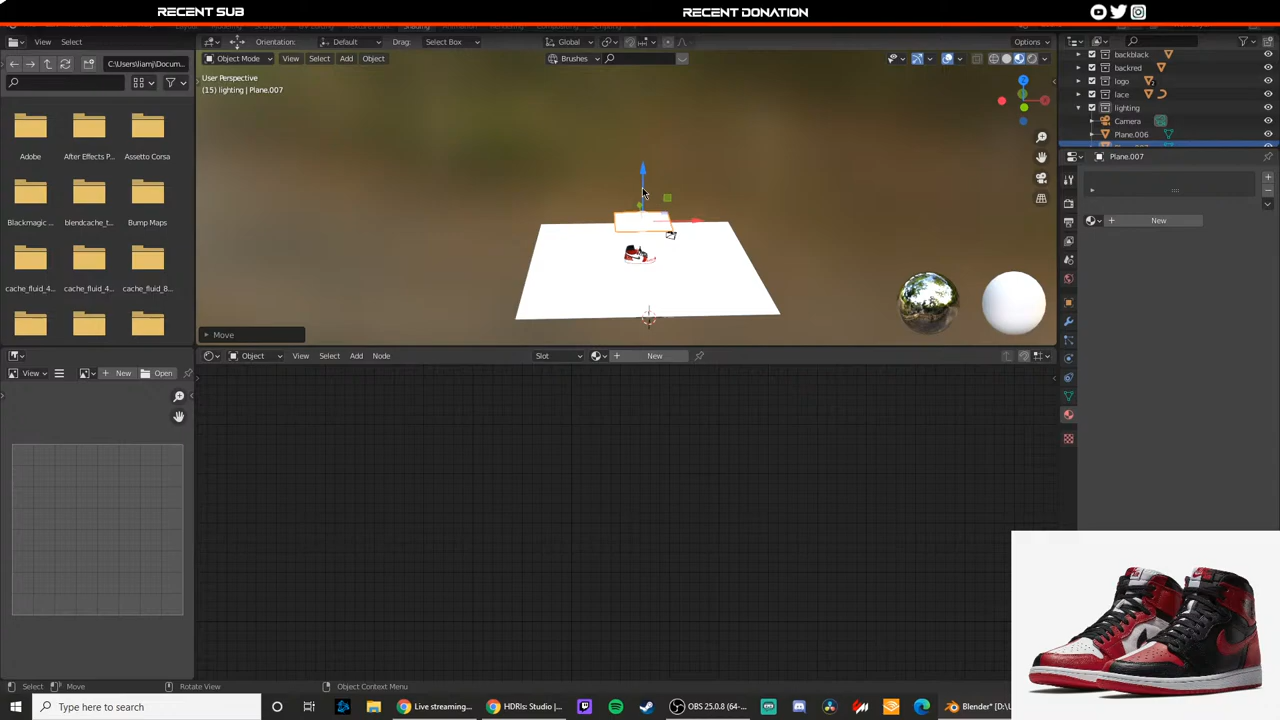 RECENT SUB
RECENT DONATION
View
Select
Orientation:
Default
Drag:
Select Box
Global
Options
C:\Users\liamj\Docum...
Object Mode
View
Select
Add
Object
Brushes
User Perspective
(15) lighting | Plane.007
Adobe
After Effects P...
Assetto Corsa
Blackmagic ...
blendcache_t...
Bump Maps
cache_fluid_4...
cache_fluid_4...
cache_fluid_8...
Move
backblack
backred
logo
lace
lighting
Camera
Plane.006
Plane.007
New
Object
View
Select
Add
Node
Slot
New
View
New
Open
Select
Move
Rotate View
Object Context Menu
Type here to search
Live streaming...
HDRIs: Studio |...
OBS 25.0.8 (64-...
Blender* [D:\